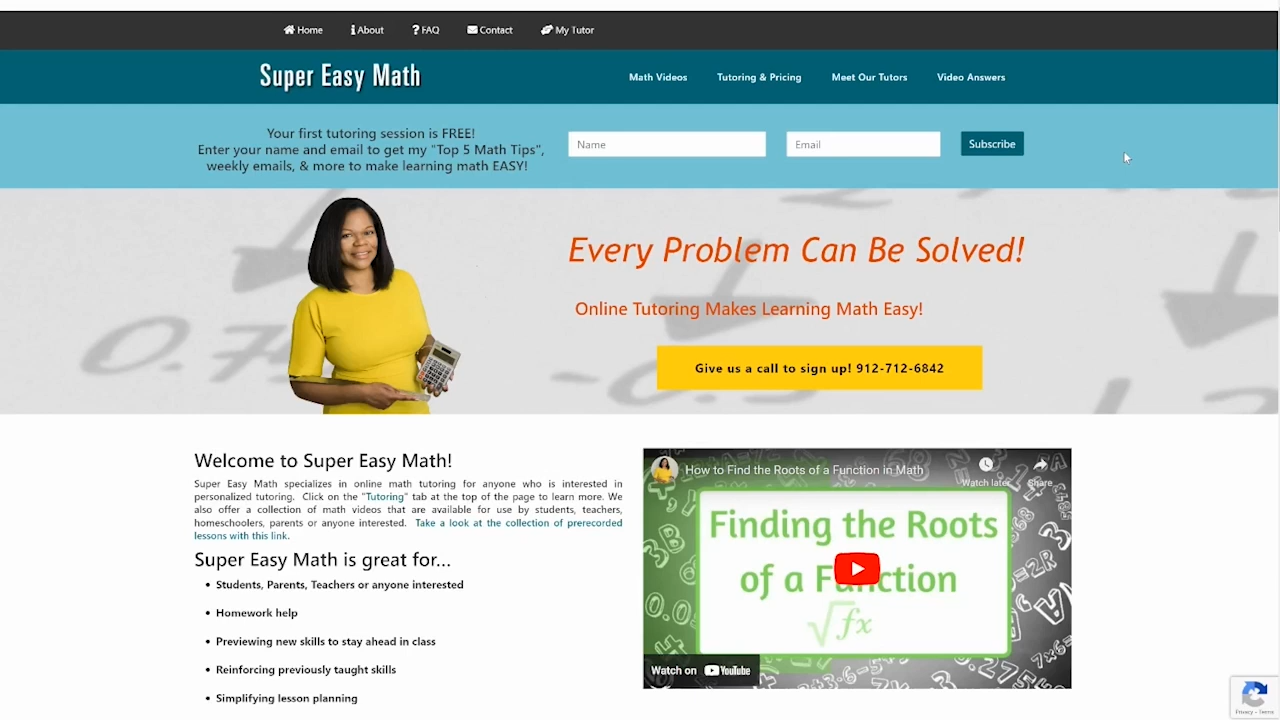 Home About FAQ Contact My Tutor
Super Easy Math
Math Videos Tutoring & Pricing Meet Our Tutors Video Answers
Your first tutoring session is FREE!
Enter your name and email to get my "Top 5 Math Tips",
weekly emails, & more to make learning math EASY!
Name Email Subscribe
Every Problem Can Be Solved!
Online Tutoring Makes Learning Math Easy!
Give us a call to sign up! 912-712-6842
Welcome to Super Easy Math!
Super Easy Math specializes in online math tutoring for anyone who is interested in
personalized tutoring. Click on the "Tutoring" tab at the top of the page to learn more. We
also offer a collection of math videos that are available for use by students, teachers,
homeschoolers, parents or anyone interested. Take a look at the collection of prerecorded
lessons with this link.
Super Easy Math is great for...
• Students, Parents, Teachers or anyone interested
• Homework help
• Previewing new skills to stay ahead in class
• Reinforcing previously taught skills
• Simplifying lesson planning
How to Find the Roots of a Function in Math
Watch later Share
Finding the Roots
of a Function
√fx
Watch on YouTube
Privacy - Terms